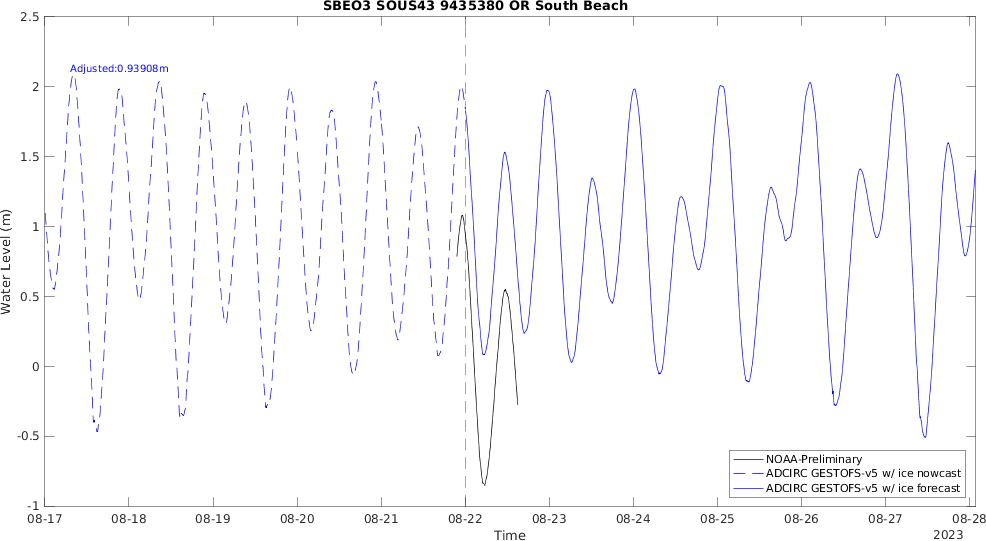 SBEO3 SOUS43 9435380 OR South Beach
Adjusted:0.93908m
Water Level (m)
2.5
2
1.5
1
0.5
0
-0.5
-1
NOAA-Preliminary
ADCIRC GESTOFS-v5 w/ ice nowcast
ADCIRC GESTOFS-v5 w/ ice forecast
08-17 08-18 08-19 08-20 08-21 08-22 08-23 08-24 08-25 08-26 08-27 08-28
Time
2023